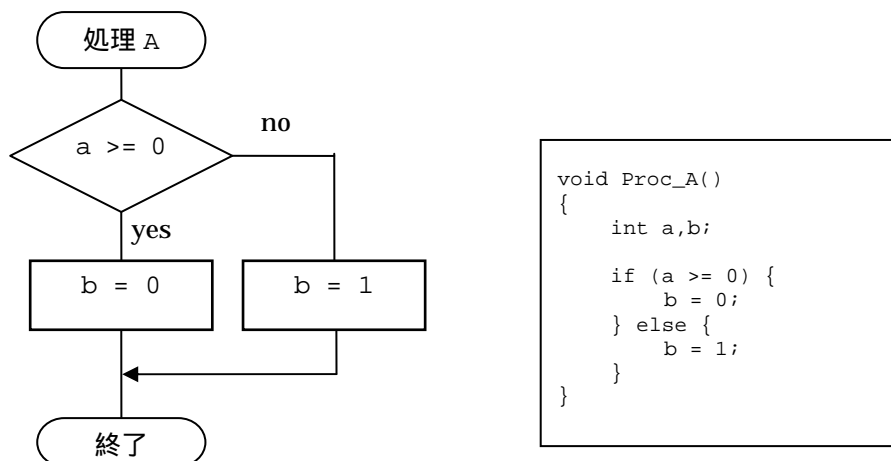 処理 A
a >= 0
no
yes
b = 0
b = 1
終了
void Proc_A()
{
    int a,b;
    if (a >= 0) {
        b = 0;
    } else {
        b = 1;
    }
}